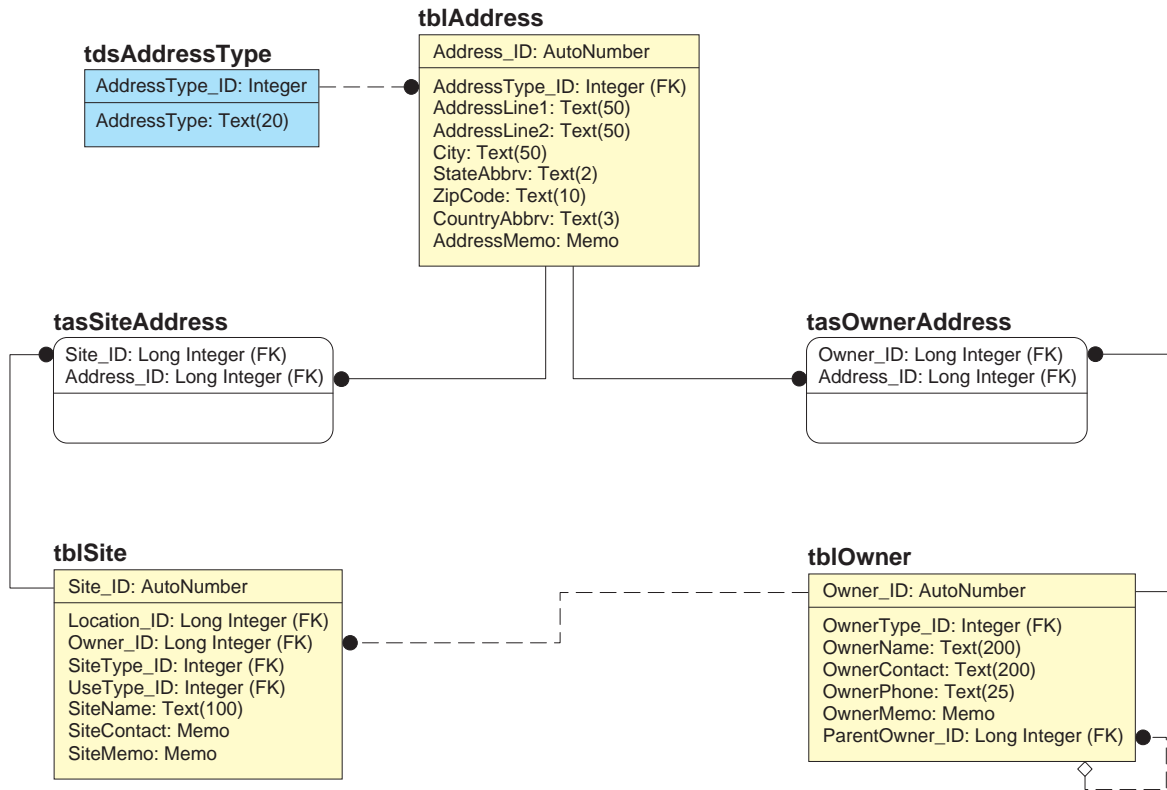 tblAddress
Address_ID: AutoNumber
AddressType_ID: Integer (FK)
AddressLine1: Text(50)
AddressLine2: Text(50)
City: Text(50)
StateAbbrv: Text(2)
ZipCode: Text(10)
CountryAbbrv: Text(3)
AddressMemo: Memo
tdsAddressType
AddressType_ID: Integer
AddressType: Text(20)
tasSiteAddress
Site_ID: Long Integer (FK)
Address_ID: Long Integer (FK)
tasOwnerAddress
Owner_ID: Long Integer (FK)
Address_ID: Long Integer (FK)
tblSite
Site_ID: AutoNumber
Location_ID: Long Integer (FK)
Owner_ID: Long Integer (FK)
SiteType_ID: Integer (FK)
UseType_ID: Integer (FK)
SiteName: Text(100)
SiteContact: Memo
SiteMemo: Memo
tblOwner
Owner_ID: AutoNumber
OwnerType_ID: Integer (FK)
OwnerName: Text(200)
OwnerContact: Text(200)
OwnerPhone: Text(25)
OwnerMemo: Memo
ParentOwner_ID: Long Integer (FK)